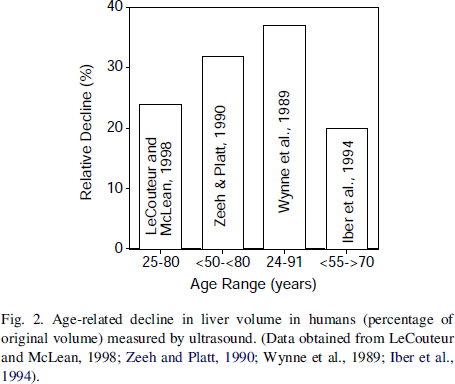 40
30
20
10
0
Relative Decline (%)
LeCouteur and
McLean, 1998
Zeeh & Platt, 1990
Wynne et al., 1989
Iber et al., 1994
25-80
<50-<80
24-91
<55->70
Age Range (years)
Fig. 2. Age-related decline in liver volume in humans (percentage of
original volume) measured by ultrasound. (Data obtained from LeCouteur
and McLean, 1998; Zeeh and Platt, 1990; Wynne et al., 1989; Iber et al.,
1994).